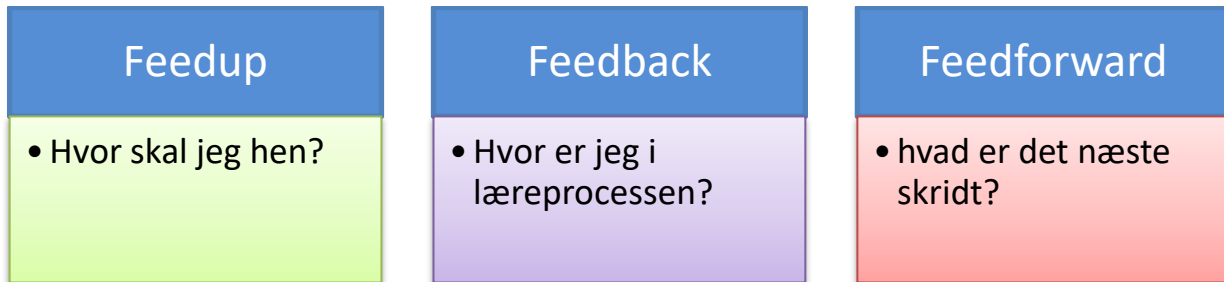 Feedup
• Hvor skal jeg hen?
Feedback
• Hvor er jeg i
læreprocessen?
Feedforward
• hvad er det næste
skridt?